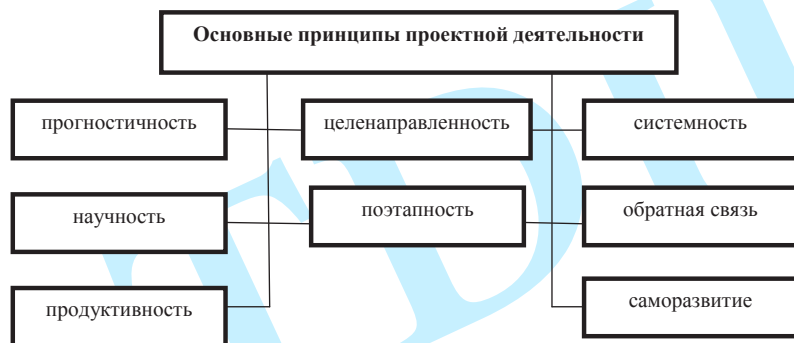 Основные принципы проектной деятельности
прогностичность
целенаправленность
системность
научность
поэтапность
обратная связь
продуктивность
саморазвитие